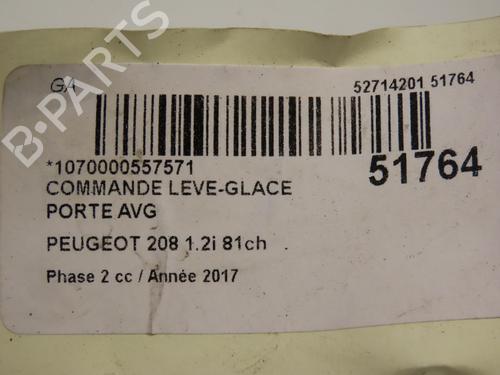 GA
52714201 51764
*1070000557571
51764
COMMANDE LEVE-GLACE
PORTE AVG
PEUGEOT 208 1.2i 81ch
Phase 2 cc / Année 2017
B-PARTS